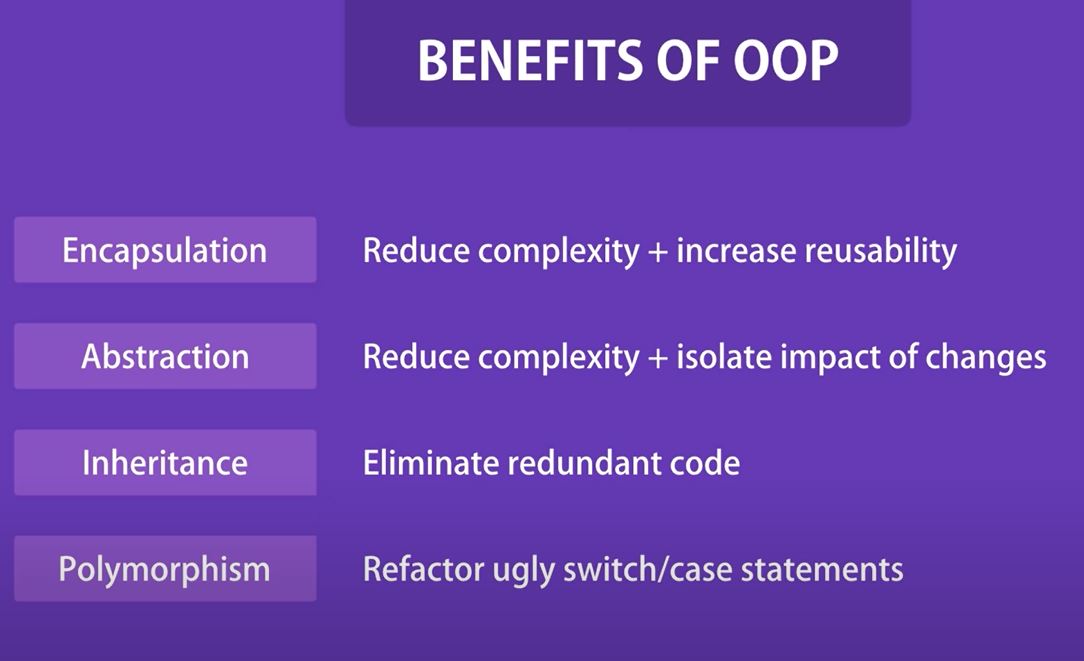 BENEFITS OF OOP
Encapsulation Reduce complexity + increase reusability
Abstraction Reduce complexity + isolate impact of changes
Inheritance Eliminate redundant code
Polymorphism Refactor ugly switch/case statements